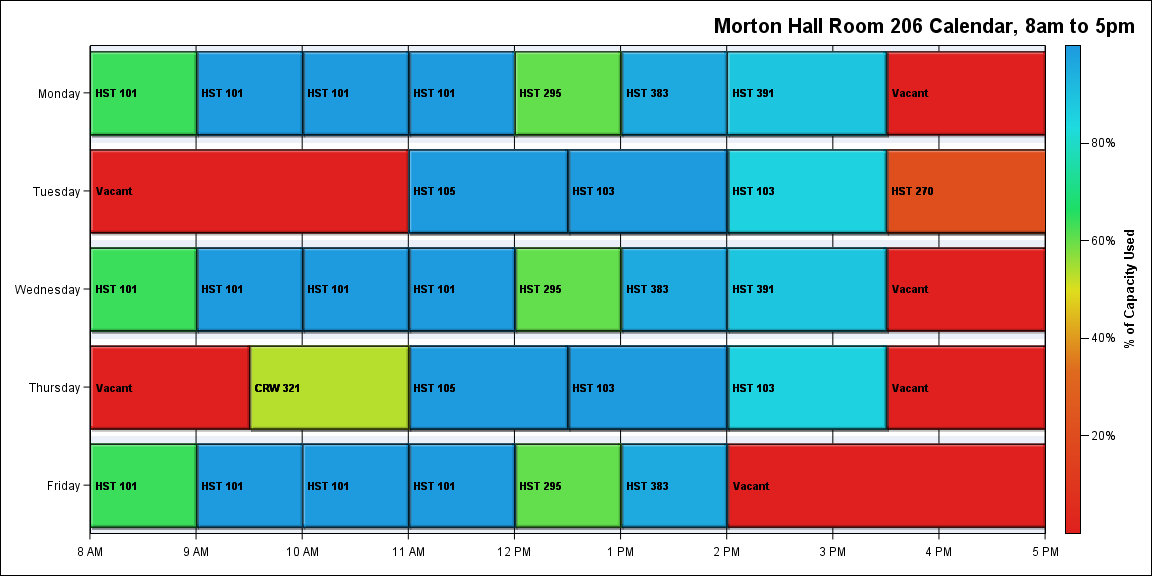 Morton Hall Room 206 Calendar, 8am to 5pm
Monday
HST 101
HST 101
HST 101
HST 101
HST 295
HST 383
HST 391
Vacant
Tuesday
Vacant
HST 105
HST 103
HST 103
HST 270
Wednesday
HST 101
HST 101
HST 101
HST 101
HST 295
HST 383
HST 391
Vacant
Thursday
Vacant
CRW 321
HST 105
HST 103
HST 103
Vacant
Friday
HST 101
HST 101
HST 101
HST 101
HST 295
HST 383
Vacant
8 AM
9 AM
10 AM
11 AM
12 PM
1 PM
2 PM
3 PM
4 PM
5 PM
80%
60%
40%
20%
% of Capacity Used